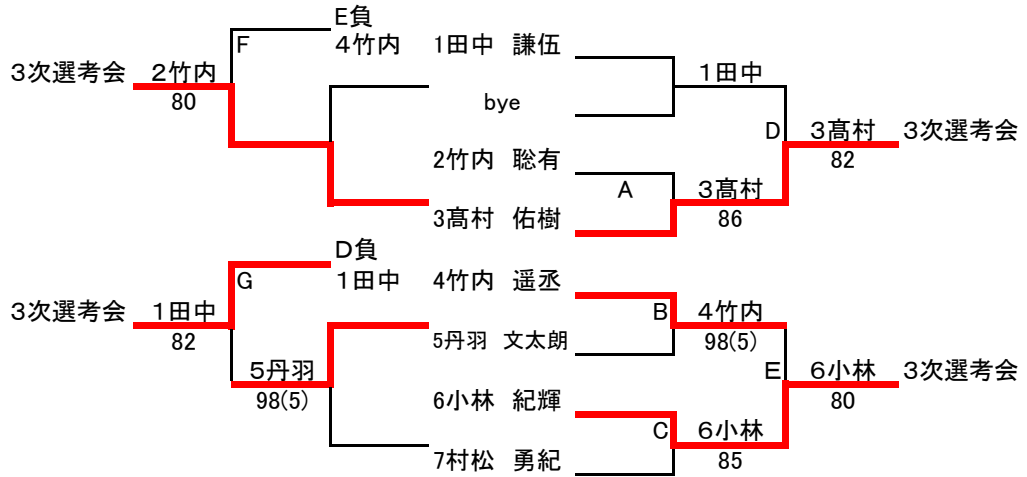 E負
F
４竹内
1田中 謙伍
３次選考会
２竹内
１田中
80
bye
D
３髙村
３次選考会
2竹内 聡有
82
A
３髙村
3髙村 佑樹
86
Ｄ負
G
１田中
4竹内 遥丞
３次選考会
１田中
B
４竹内
82
5丹羽 文太朗
98(5)
５丹羽
E
６小林
３次選考会
98(5)
6小林 紀輝
80
C
６小林
7村松 勇紀
85